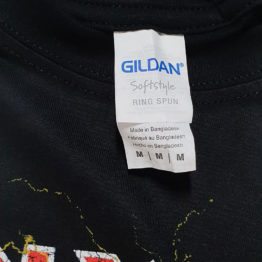 GILDAN®
Softstyle
RING SPUN
Made in Bangladesh
Fabriqué au Bangladesh
Hecho en Bangladesh
M | M | M